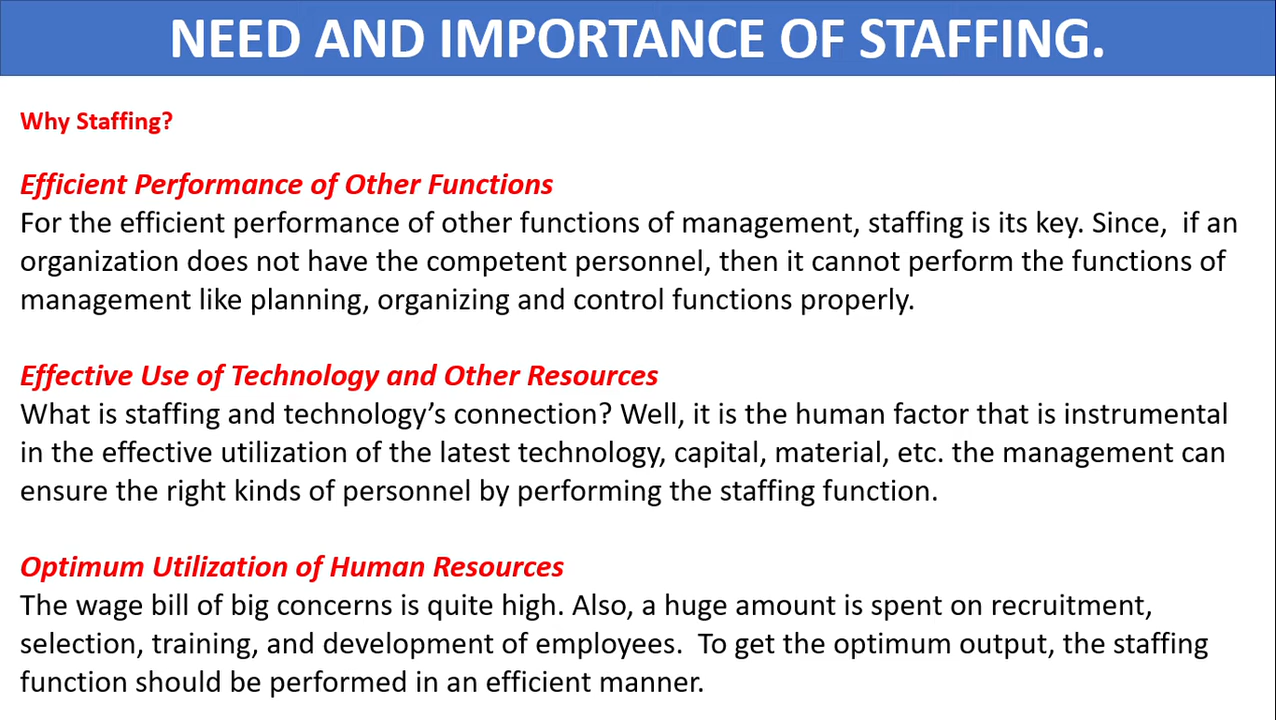 NEED AND IMPORTANCE OF STAFFING.
Why Staffing?
Efficient Performance of Other Functions
For the efficient performance of other functions of management, staffing is its key. Since,  if an
organization does not have the competent personnel, then it cannot perform the functions of
management like planning, organizing and control functions properly.
Effective Use of Technology and Other Resources
What is staffing and technology’s connection? Well, it is the human factor that is instrumental
in the effective utilization of the latest technology, capital, material, etc. the management can
ensure the right kinds of personnel by performing the staffing function.
Optimum Utilization of Human Resources
The wage bill of big concerns is quite high. Also, a huge amount is spent on recruitment,
selection, training, and development of employees.  To get the optimum output, the staffing
function should be performed in an efficient manner.